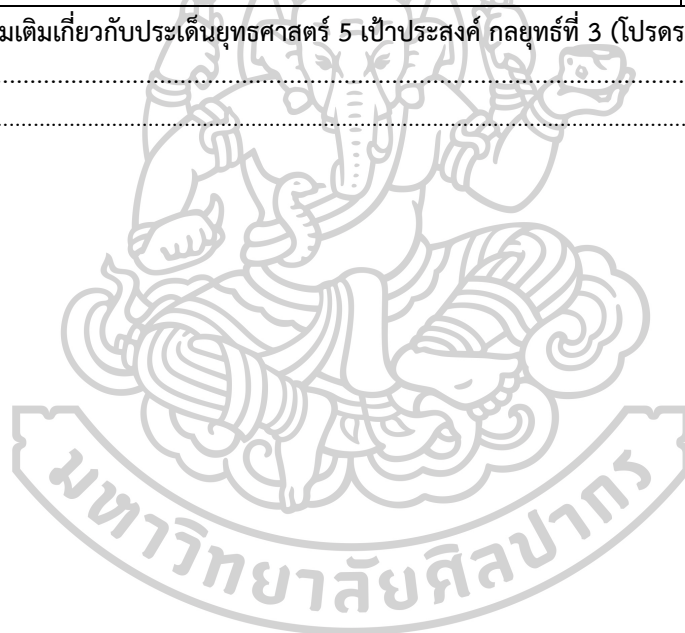 มเติมเกี่ยวกับประเด็นยุทธศาสตร์ 5 เป้าประสงค์ กลยุทธ์ที่ 3 (โปรดร
มหาวิทยาลัยศิลปากร